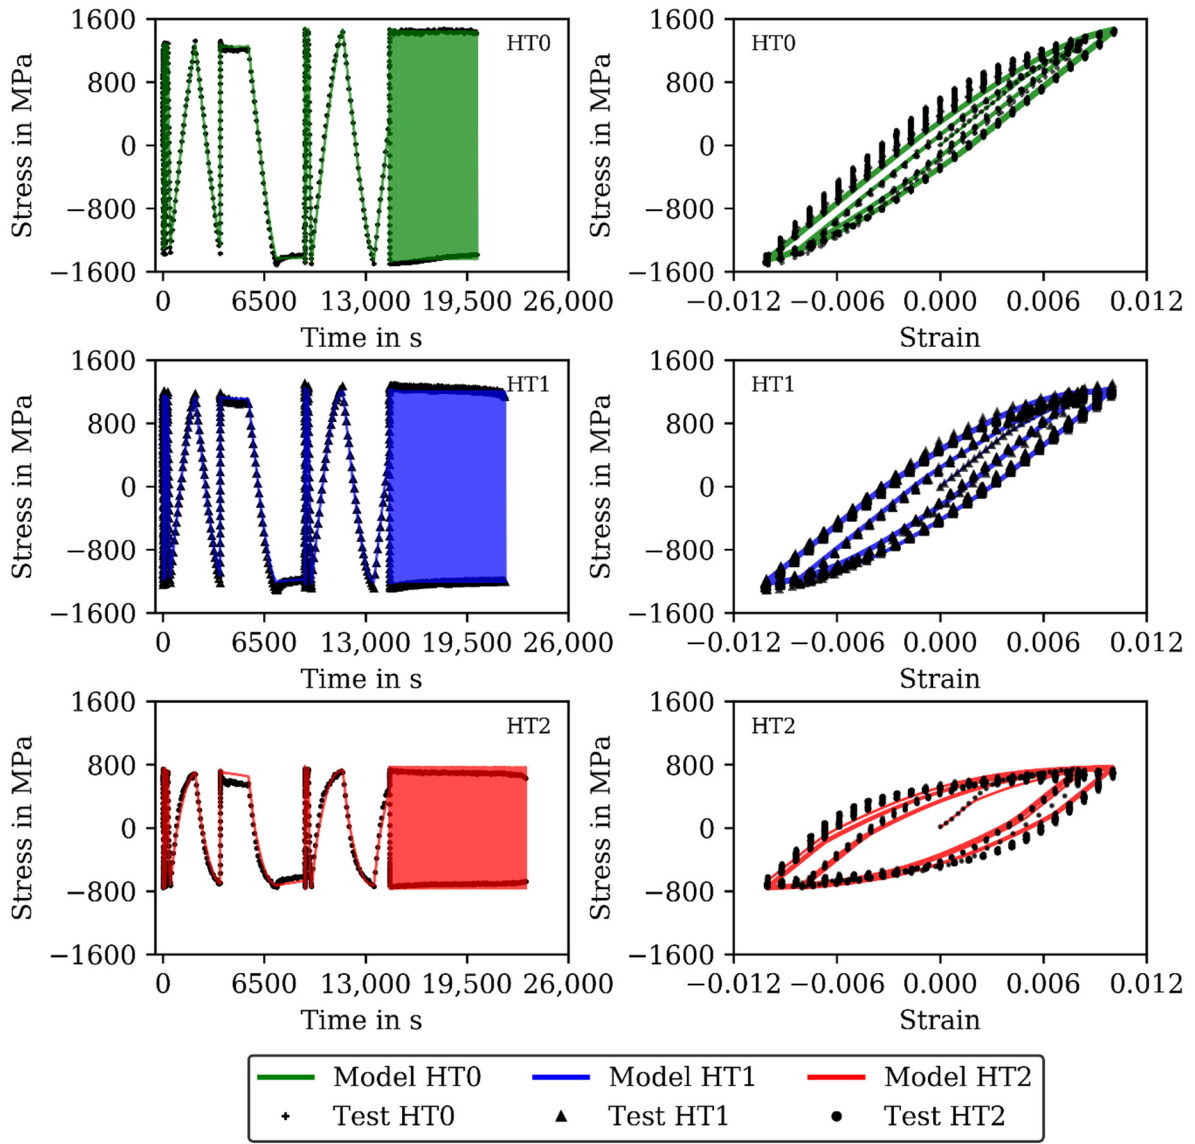 1600
800
0
−800
−1600
Stress in MPa
HT0
0 6500 13,000 19,500 26,000
Time in s
1600
800
0
−800
−1600
Stress in MPa
HT0
−0.012 −0.006 0.000 0.006 0.012
Strain
1600
800
0
−800
−1600
Stress in MPa
HT1
0 6500 13,000 19,500 26,000
Time in s
1600
800
0
−800
−1600
Stress in MPa
HT1
−0.012 −0.006 0.000 0.006 0.012
Strain
1600
800
0
−800
−1600
Stress in MPa
HT2
0 6500 13,000 19,500 26,000
Time in s
1600
800
0
−800
−1600
Stress in MPa
HT2
−0.012 −0.006 0.000 0.006 0.012
Strain
Model HT0 Model HT1 Model HT2
Test HT0 Test HT1 Test HT2